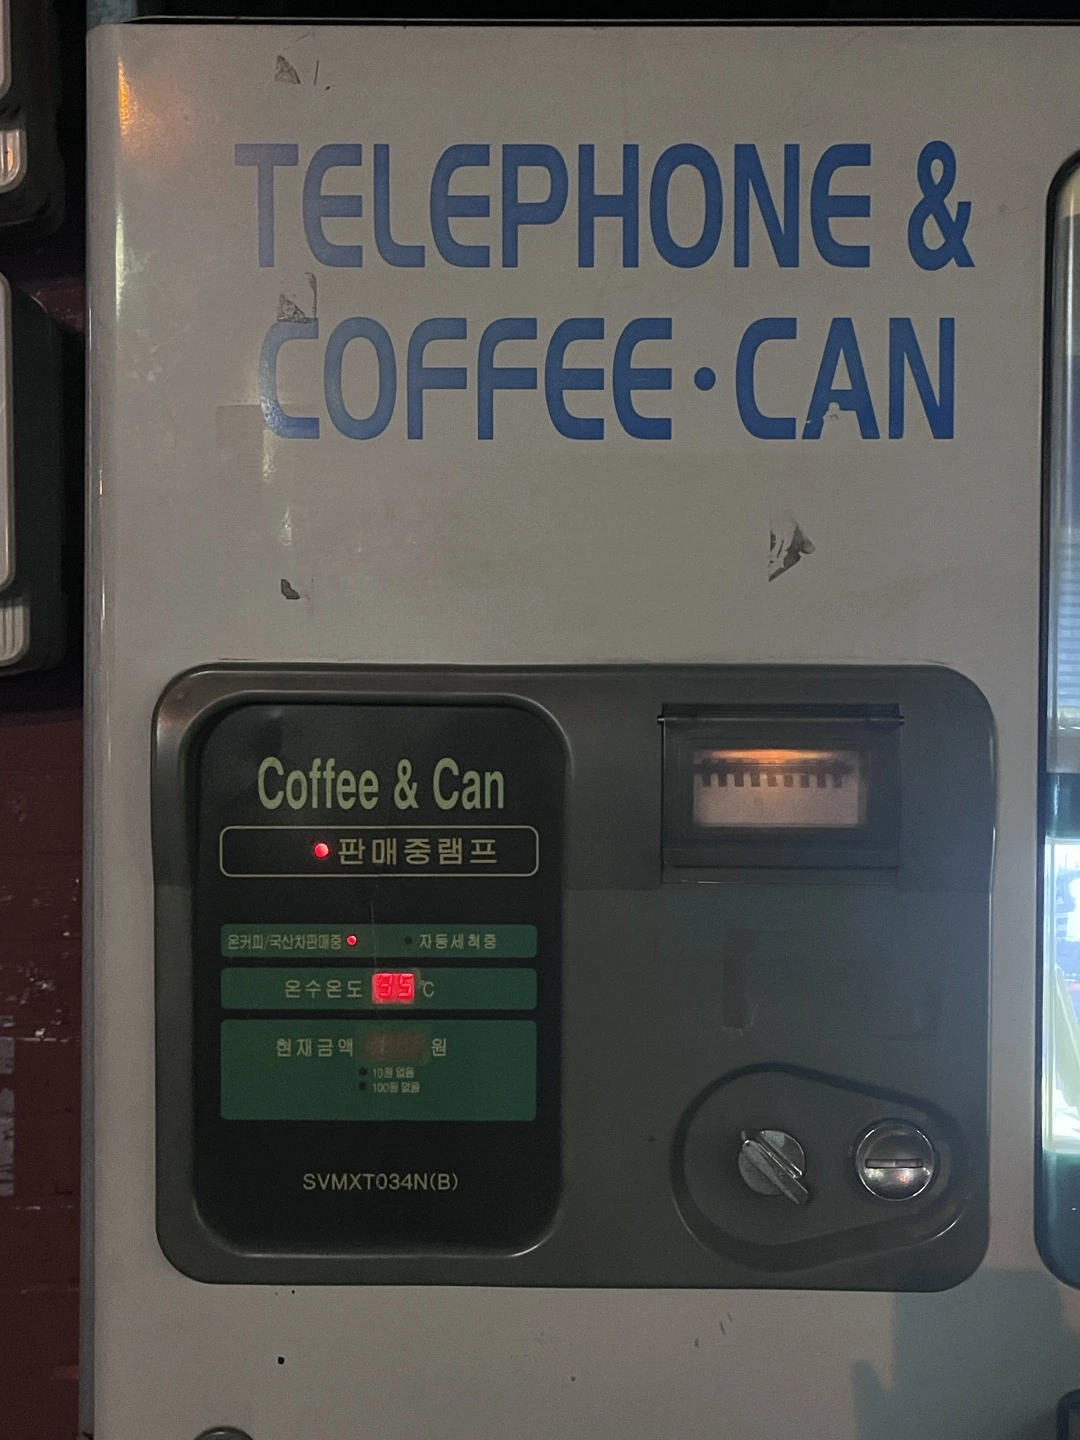 TELEPHONE &
COFFEE·CAN
Coffee & Can
판매중램프
온커피/국산차판매중 자동세척중
온수온도 95 ℃
현재금액 원
10원 없음
100원 없음
SVMXT034N(B)